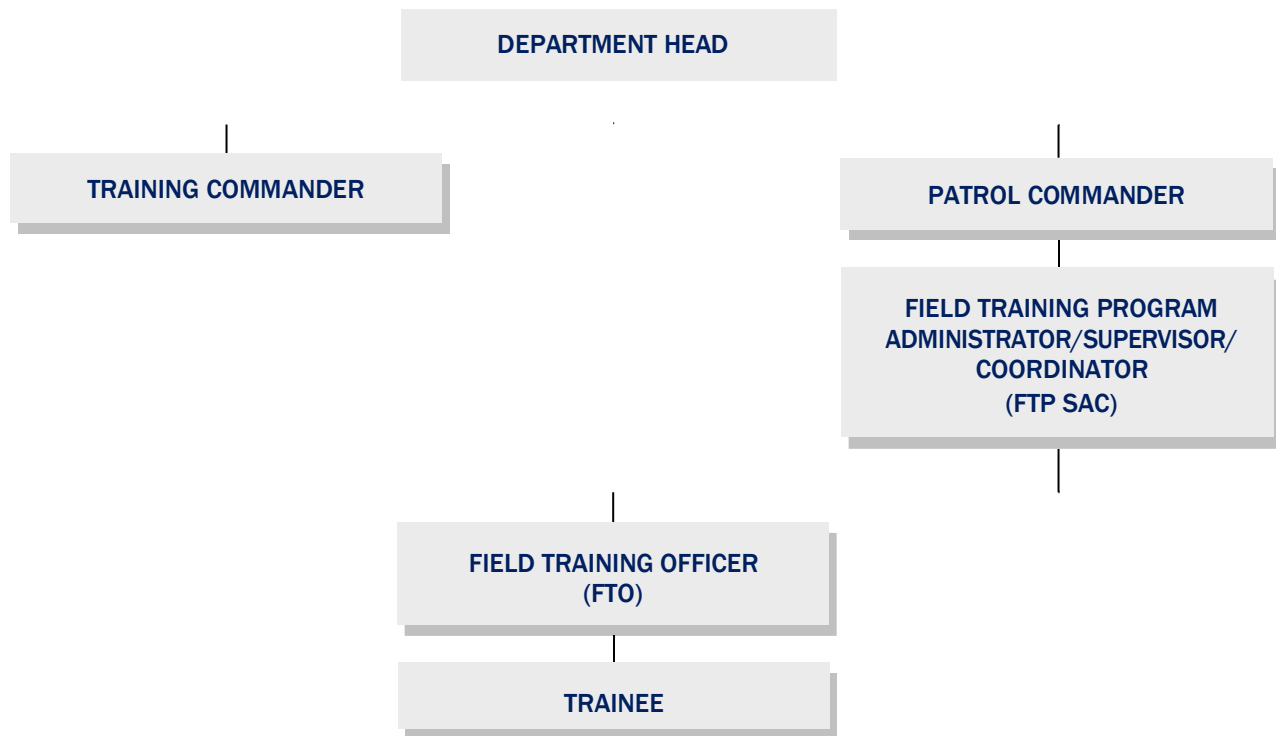 DEPARTMENT HEAD
TRAINING COMMANDER
PATROL COMMANDER
FIELD TRAINING PROGRAM
ADMINISTRATOR/SUPERVISOR/
COORDINATOR
(FTP SAC)
FIELD TRAINING OFFICER
(FTO)
TRAINEE